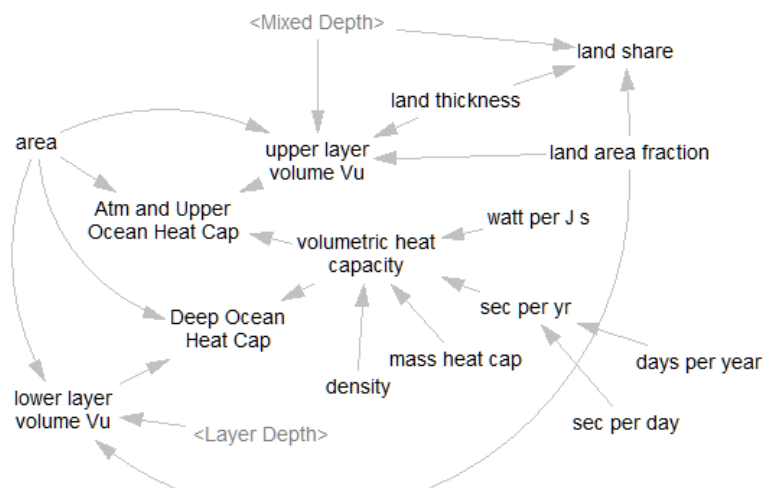 <Mixed Depth>
land share
land thickness
area
upper layer
volume Vu
land area fraction
Atm and Upper
Ocean Heat Cap
watt per J s
volumetric heat
capacity
sec per yr
Deep Ocean
Heat Cap
mass heat cap
days per year
density
lower layer
volume Vu
sec per day
<Layer Depth>